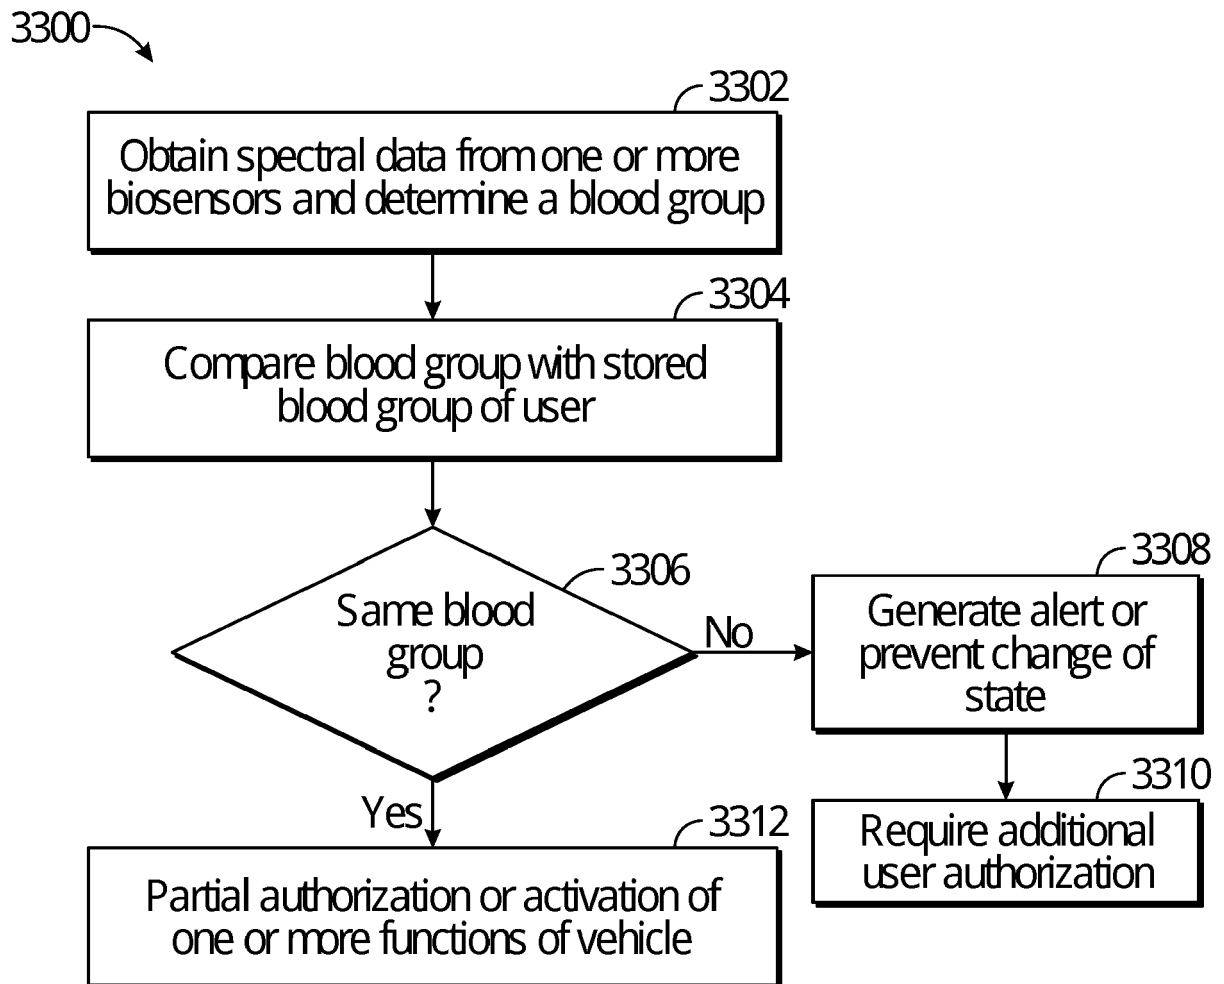 3300
3302
Obtain spectral data from one or more
biosensors and determine a blood group
3304
Compare blood group with stored
blood group of user
3306
Same blood
group
?
No
3308
Generate alert or
prevent change of
state
3310
Require additional
user authorization
Yes
3312
Partial authorization or activation of
one or more functions of vehicle